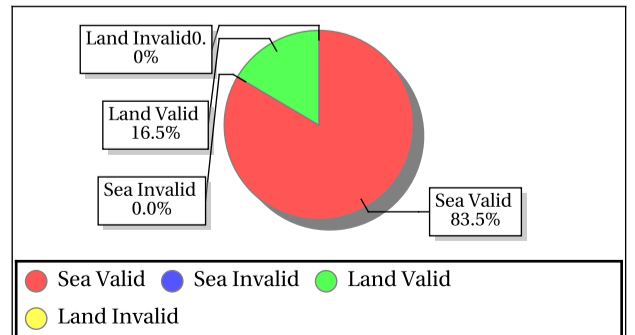 Land Invalid0.
0%
Land Valid
16.5%
Sea Invalid
0.0%
Sea Valid
83.5%
Sea Valid Sea Invalid Land Valid
Land Invalid